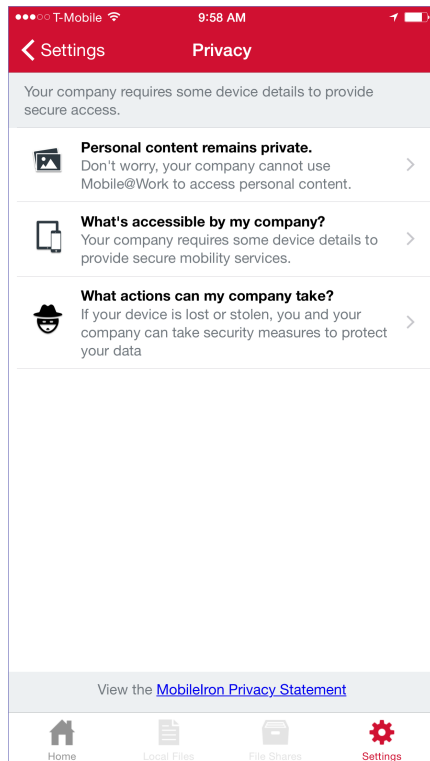 T-Mobile 9:58 AM
Settings Privacy
Your company requires some device details to provide
secure access.
Personal content remains private.
Don't worry, your company cannot use
Mobile@Work to access personal content.
What's accessible by my company?
Your company requires some device details to
provide secure mobility services.
What actions can my company take?
If your device is lost or stolen, you and your
company can take security measures to protect
your data
View the MobileIron Privacy Statement
Home Local Files File Shares Settings